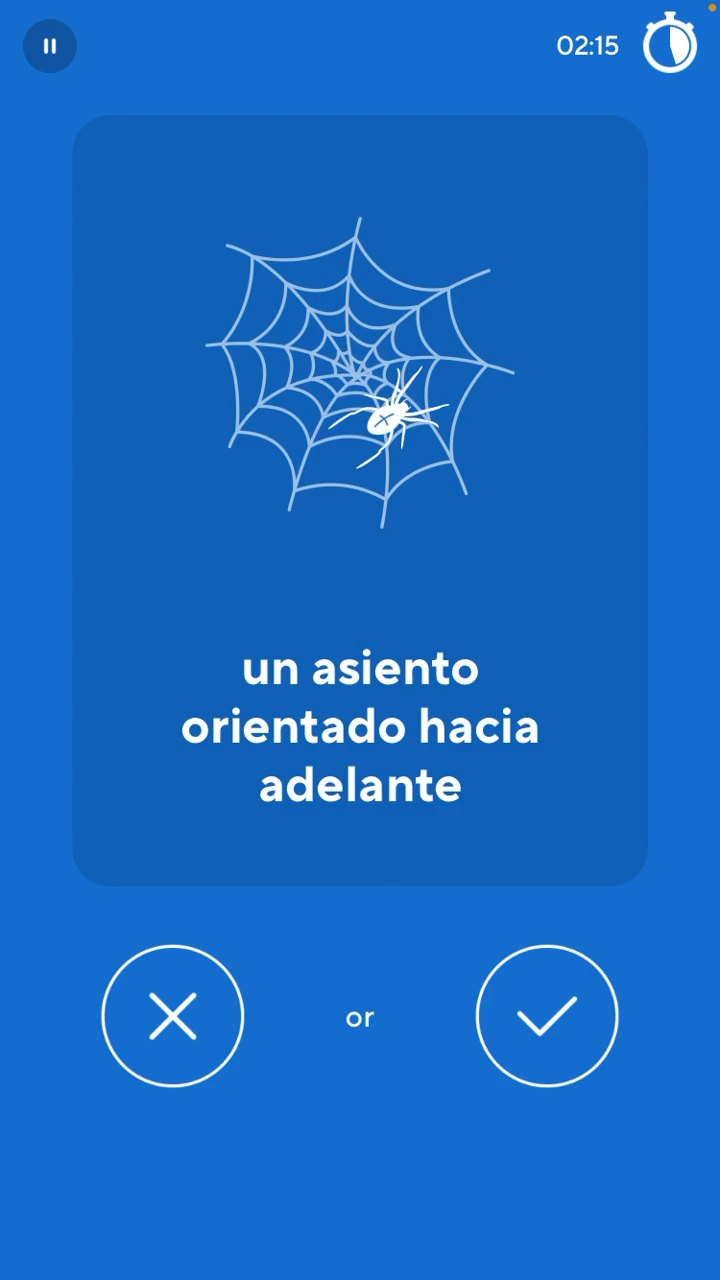 02:15
un asiento
orientado hacia
adelante
or